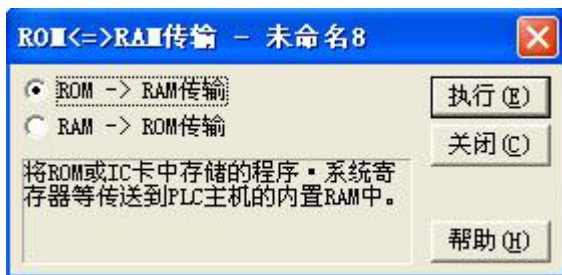 ROM<=>RAM传输 - 未命名8
ROM -> RAM传输
执行(E)
RAM -> ROM传输
关闭(C)
将ROM或IC卡中存储的程序·系统寄
存器等传送到PLC主机的内置RAM中。
帮助(H)